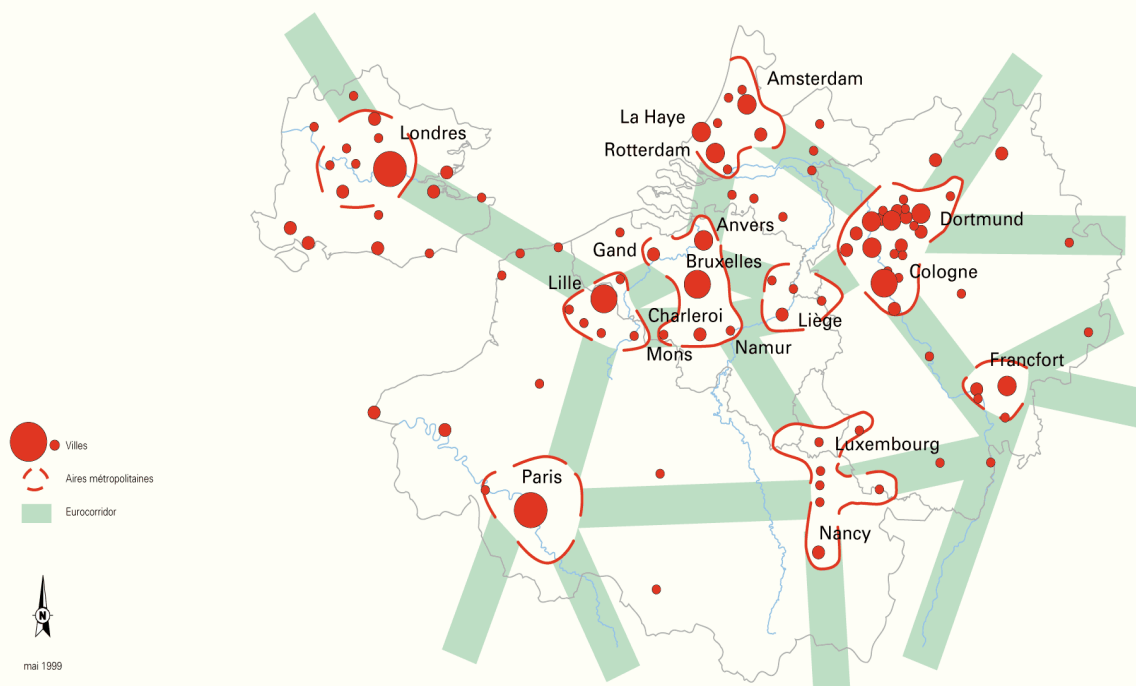 Amsterdam
La Haye
Londres
Rotterdam
Dortmund
Anvers
Gand
Bruxelles
Cologne
Lille
Charleroi
Liège
Mons
Namur
Francfort
Villes
Luxembourg
Aires métropolitaines
Paris
Eurocorridor
Nancy
N
mai 1999